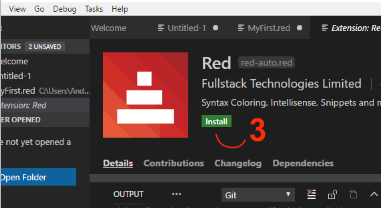 View Go Debug Tasks Help
TORS 2 UNSAVED
elcome
ntitled-1
MyFirst.red C:\Users\And...
xtension: Red
ER OPENED
e not yet opened a
Open Folder
Welcome Untitled-1 MyFirst.red Extension: Red
Red red-auto.red
Fullstack Technologies Limited
Syntax Coloring, Intellisense, Snippets and m
Install
3
Details Contributions Changelog Dependencies
OUTPUT ... Git